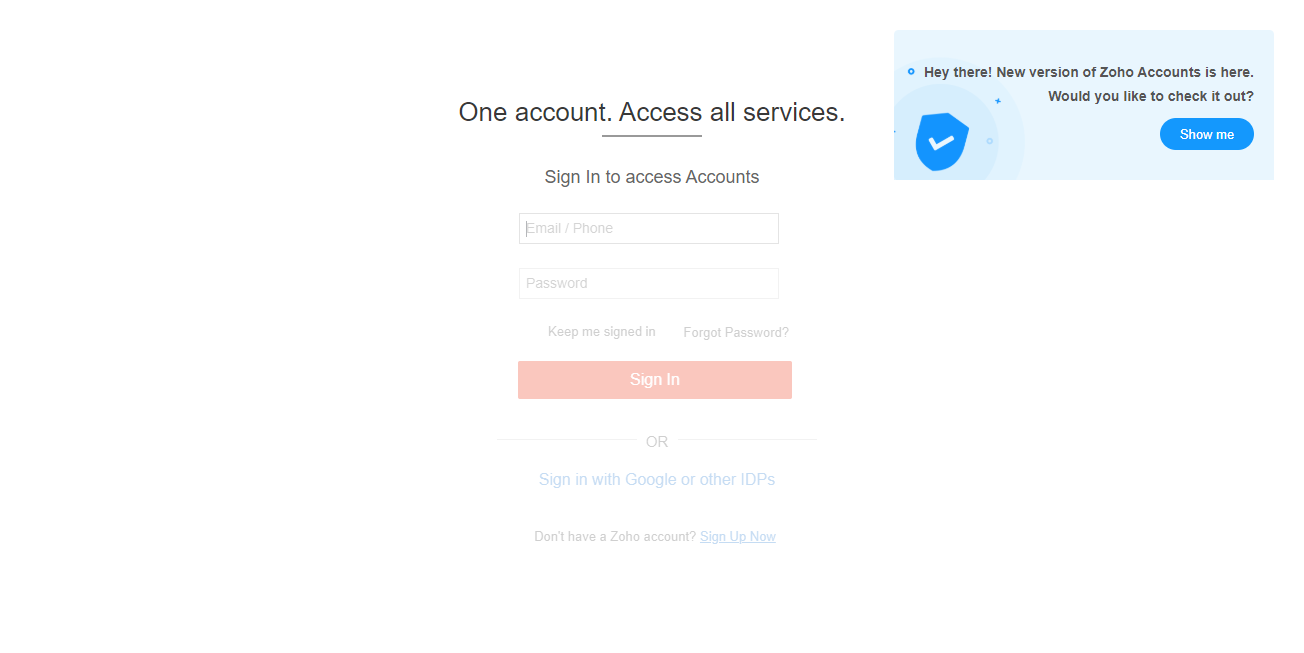 One account. Access all services.
Sign In to access Accounts
Email / Phone
Password
Keep me signed in
Forgot Password?
Sign In
OR
Sign in with Google or other IDPs
Don't have a Zoho account? Sign Up Now
Hey there! New version of Zoho Accounts is here.
Would you like to check it out?
Show me